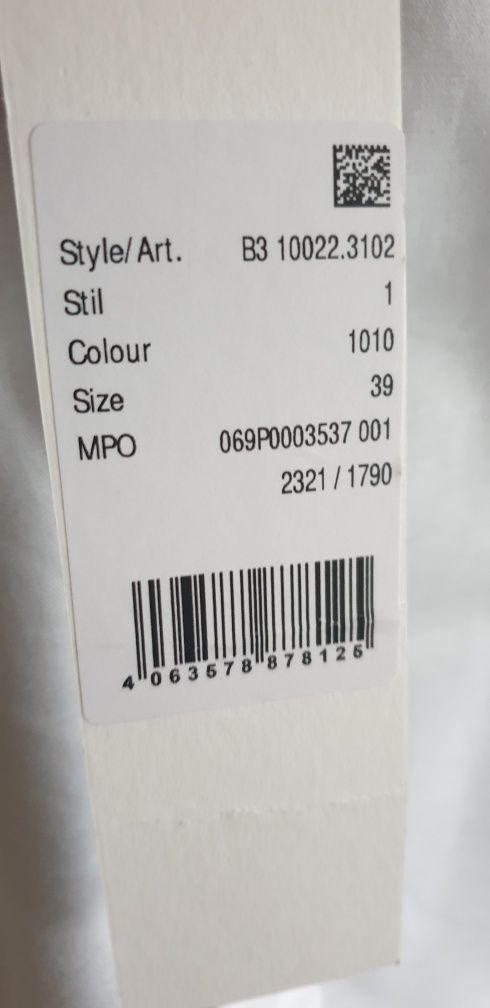 Style/Art. B3 10022.3102
Stil 1
Colour 1010
Size 39
MPO 069P0003537 001
2321 / 1790
4 063578 878125